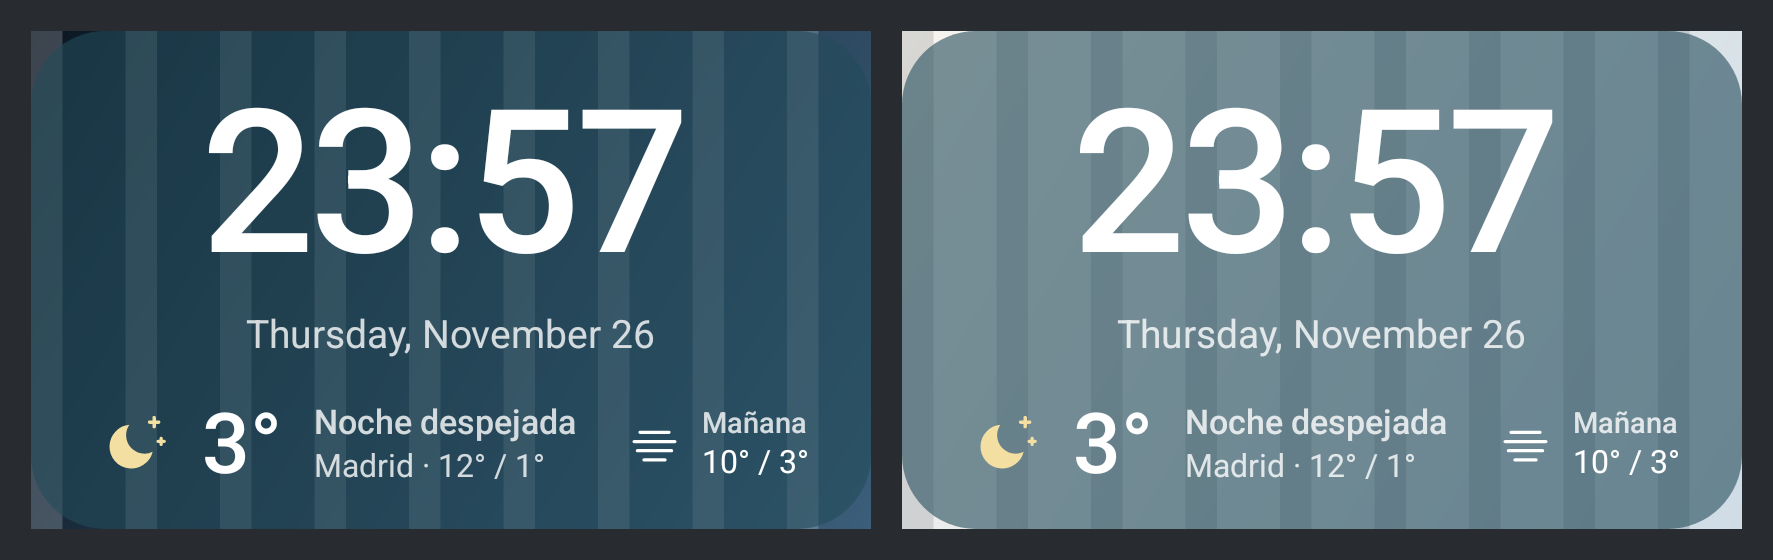 23:57
Thursday, November 26
3°
Noche despejada
Madrid · 12° / 1°
Mañana
10° / 3°
23:57
Thursday, November 26
3°
Noche despejada
Madrid · 12° / 1°
Mañana
10° / 3°